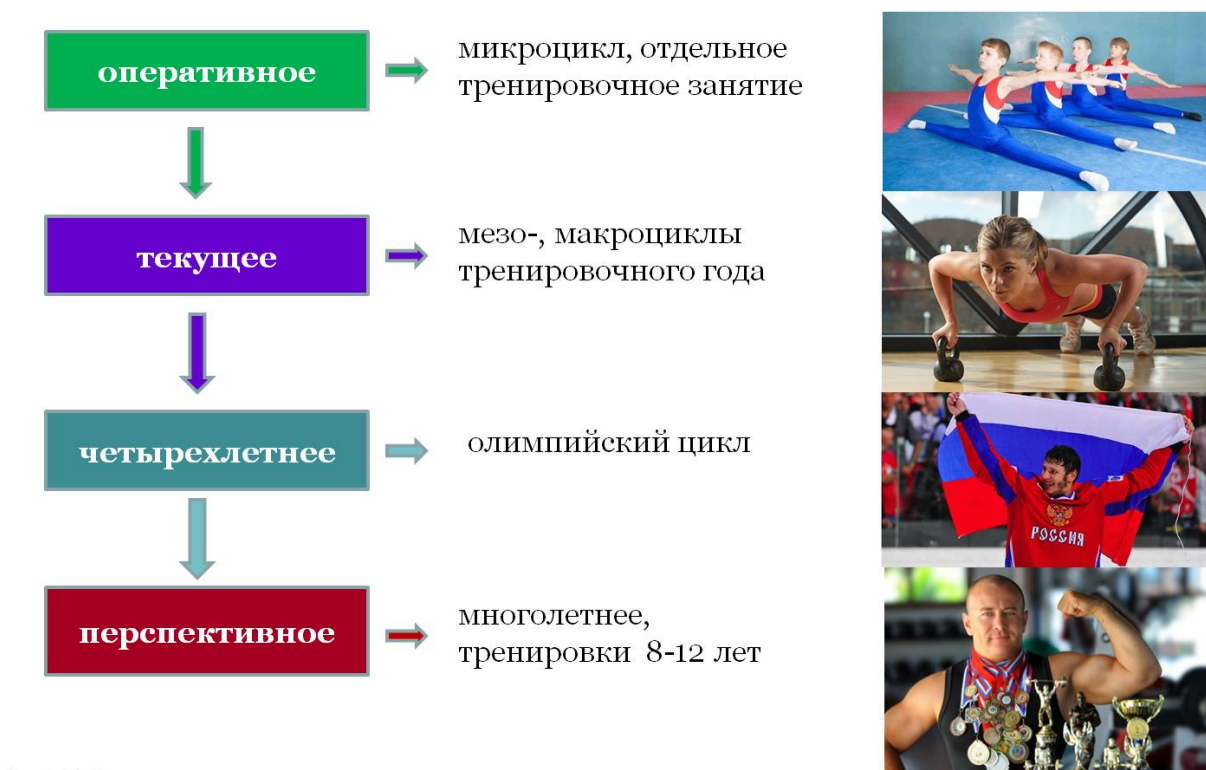 оперативное
микроцикл, отдельное
тренировочное занятие
текущее
мезо-, макроциклы
тренировочного года
четырехлетнее
олимпийский цикл
РОССИЯ
перспективное
многолетнее,
тренировки 8-12 лет